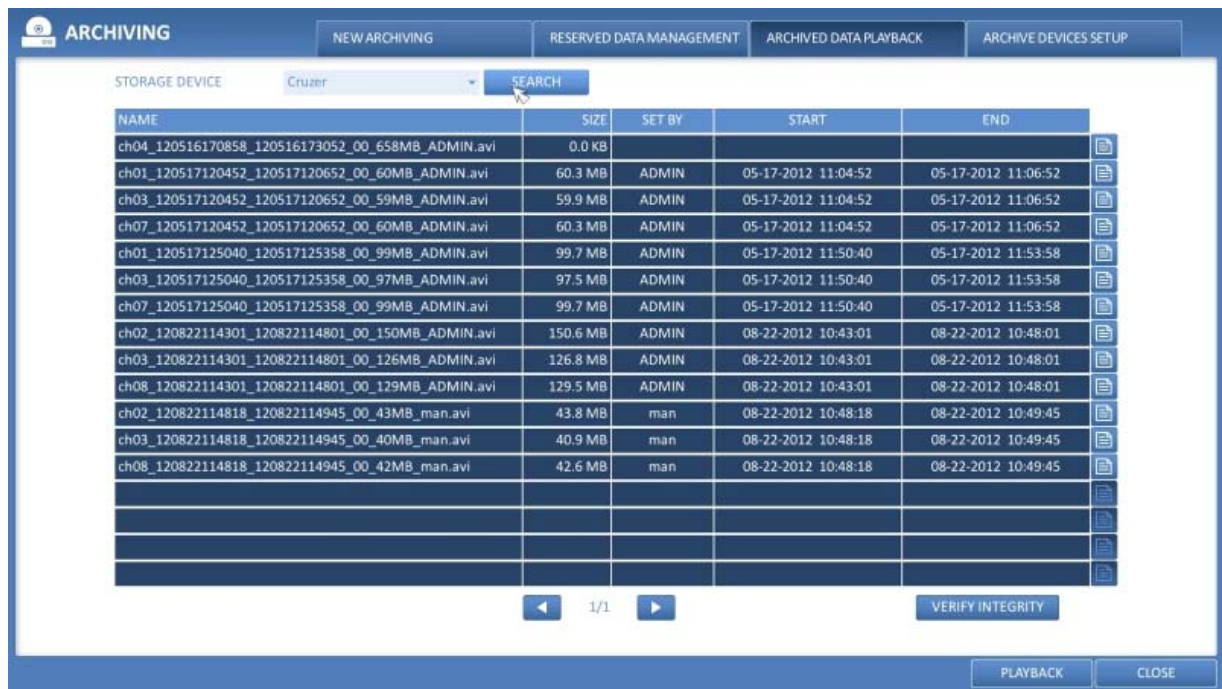 ARCHIVING
NEW ARCHIVING
RESERVED DATA MANAGEMENT
ARCHIVED DATA PLAYBACK
ARCHIVE DEVICES SETUP
STORAGE DEVICE Cruzer SEARCH
NAME SIZE SET BY START END
ch04_120516170858_120516173052_00_658MB_ADMIN.avi 0.0 KB
ch01_120517120452_120517120652_00_60MB_ADMIN.avi 60.3 MB ADMIN 05-17-2012 11:04:52 05-17-2012 11:06:52
ch03_120517120452_120517120652_00_59MB_ADMIN.avi 59.9 MB ADMIN 05-17-2012 11:04:52 05-17-2012 11:06:52
ch07_120517120452_120517120652_00_60MB_ADMIN.avi 60.3 MB ADMIN 05-17-2012 11:04:52 05-17-2012 11:06:52
ch01_120517125040_120517125358_00_99MB_ADMIN.avi 99.7 MB ADMIN 05-17-2012 11:50:40 05-17-2012 11:53:58
ch03_120517125040_120517125358_00_97MB_ADMIN.avi 97.5 MB ADMIN 05-17-2012 11:50:40 05-17-2012 11:53:58
ch07_120517125040_120517125358_00_99MB_ADMIN.avi 99.7 MB ADMIN 05-17-2012 11:50:40 05-17-2012 11:53:58
ch02_120822114301_120822114801_00_150MB_ADMIN.avi 150.6 MB ADMIN 08-22-2012 10:43:01 08-22-2012 10:48:01
ch03_120822114301_120822114801_00_126MB_ADMIN.avi 126.8 MB ADMIN 08-22-2012 10:43:01 08-22-2012 10:48:01
ch08_120822114301_120822114801_00_129MB_ADMIN.avi 129.5 MB ADMIN 08-22-2012 10:43:01 08-22-2012 10:48:01
ch02_120822114818_120822114945_00_43MB_man.avi 43.8 MB man 08-22-2012 10:48:18 08-22-2012 10:49:45
ch03_120822114818_120822114945_00_40MB_man.avi 40.9 MB man 08-22-2012 10:48:18 08-22-2012 10:49:45
ch08_120822114818_120822114945_00_42MB_man.avi 42.6 MB man 08-22-2012 10:48:18 08-22-2012 10:49:45
1/1 VERIFY INTEGRITY
PLAYBACK CLOSE